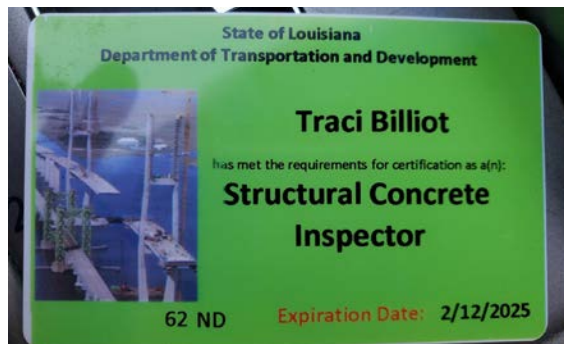 State of Louisiana
Department of Transportation and Development
Traci Billiot
has met the requirements for certification as a(n):
Structural Concrete
Inspector
62 ND
Expiration Date: 2/12/2025